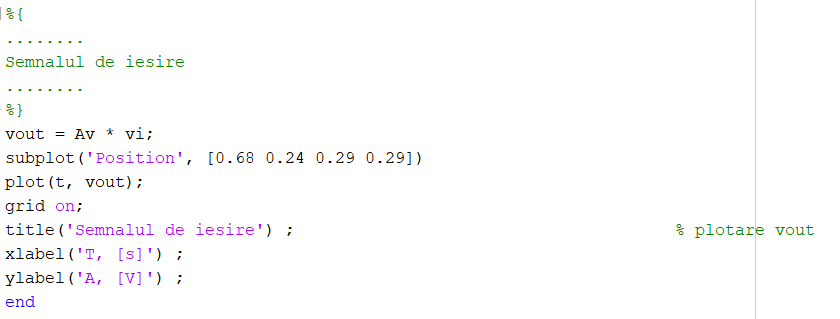 %{
........
Semnalul de iesire
........
%}
vout = Av * vi;
subplot('Position', [0.68 0.24 0.29 0.29])
plot(t, vout);
grid on;
title('Semnalul de iesire') ; % plotare vout
xlabel('T, [s]') ;
ylabel('A, [V]') ;
end